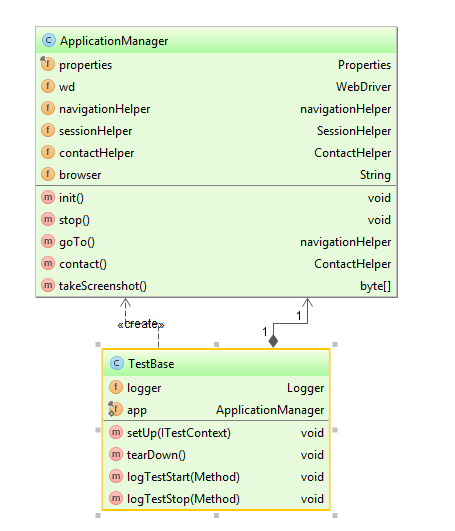 C ApplicationManager
f properties Properties
f wd WebDriver
f navigationHelper navigationHelper
f sessionHelper SessionHelper
f contactHelper ContactHelper
f browser String
m init() void
m stop() void
m goTo() navigationHelper
m contact() ContactHelper
m takeScreenshot() byte[]
1
«create»
1
C TestBase
f logger Logger
f app ApplicationManager
m setUp(ITestContext) void
m tearDown() void
m logTestStart(Method) void
m logTestStop(Method) void